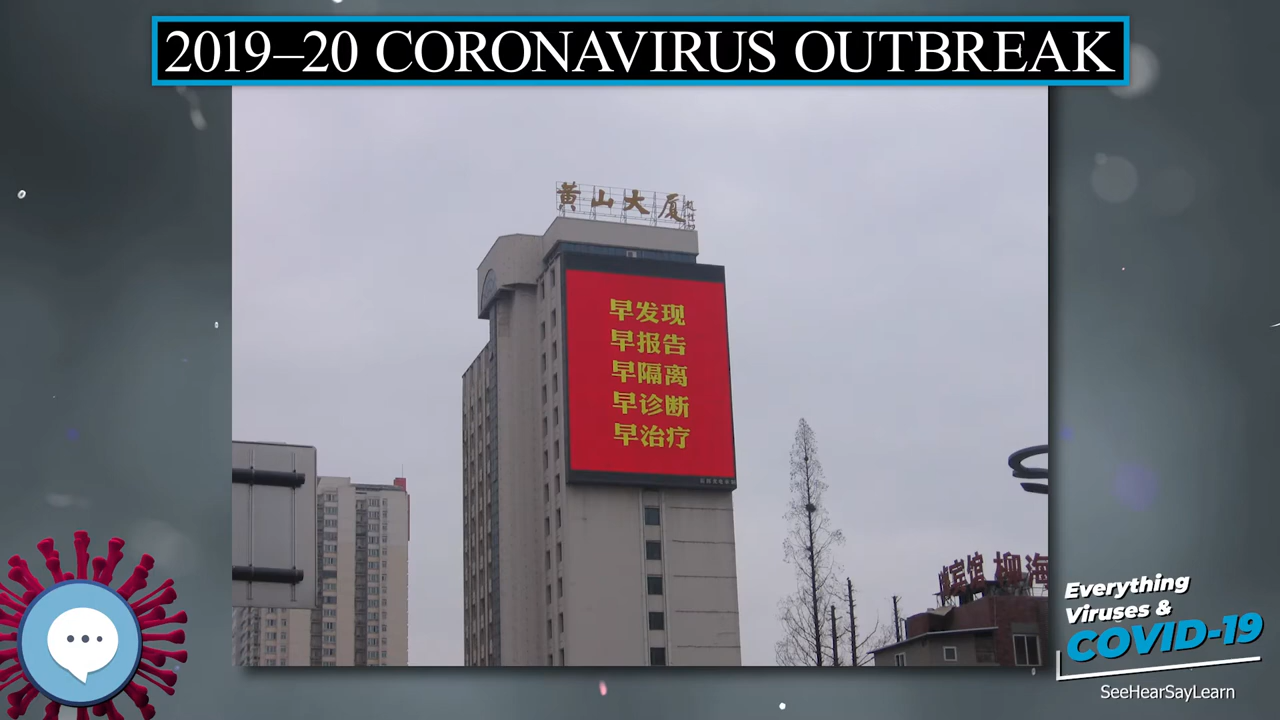 2019–20 CORONAVIRUS OUTBREAK
黄山大厦
早发现
早报告
早隔离
早诊断
早治疗
宾馆 柳海
Everything
Viruses &
COVID-19
SeeHearSayLearn